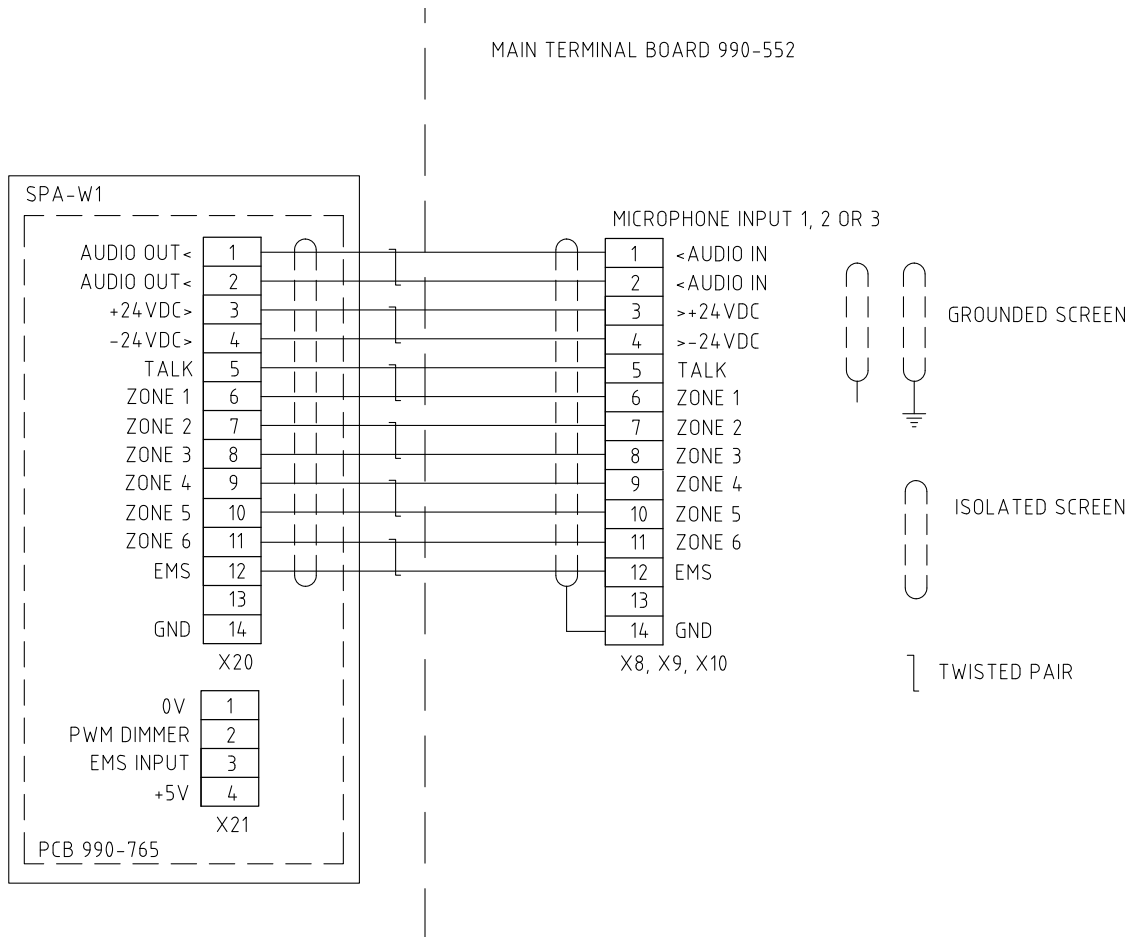 MAIN TERMINAL BOARD 990-552
SPA-W1
AUDIO OUT< 1
AUDIO OUT< 2
+24VDC> 3
-24VDC> 4
TALK 5
ZONE 1 6
ZONE 2 7
ZONE 3 8
ZONE 4 9
ZONE 5 10
ZONE 6 11
EMS 12
13
GND 14
X20
0V 1
PWM DIMMER 2
EMS INPUT 3
+5V 4
X21
PCB 990-765
MICROPHONE INPUT 1, 2 OR 3
1 <AUDIO IN
2 <AUDIO IN
3 >+24VDC
4 >-24VDC
5 TALK
6 ZONE 1
7 ZONE 2
8 ZONE 3
9 ZONE 4
10 ZONE 5
11 ZONE 6
12 EMS
13
14 GND
X8, X9, X10
GROUNDED SCREEN
ISOLATED SCREEN
TWISTED PAIR